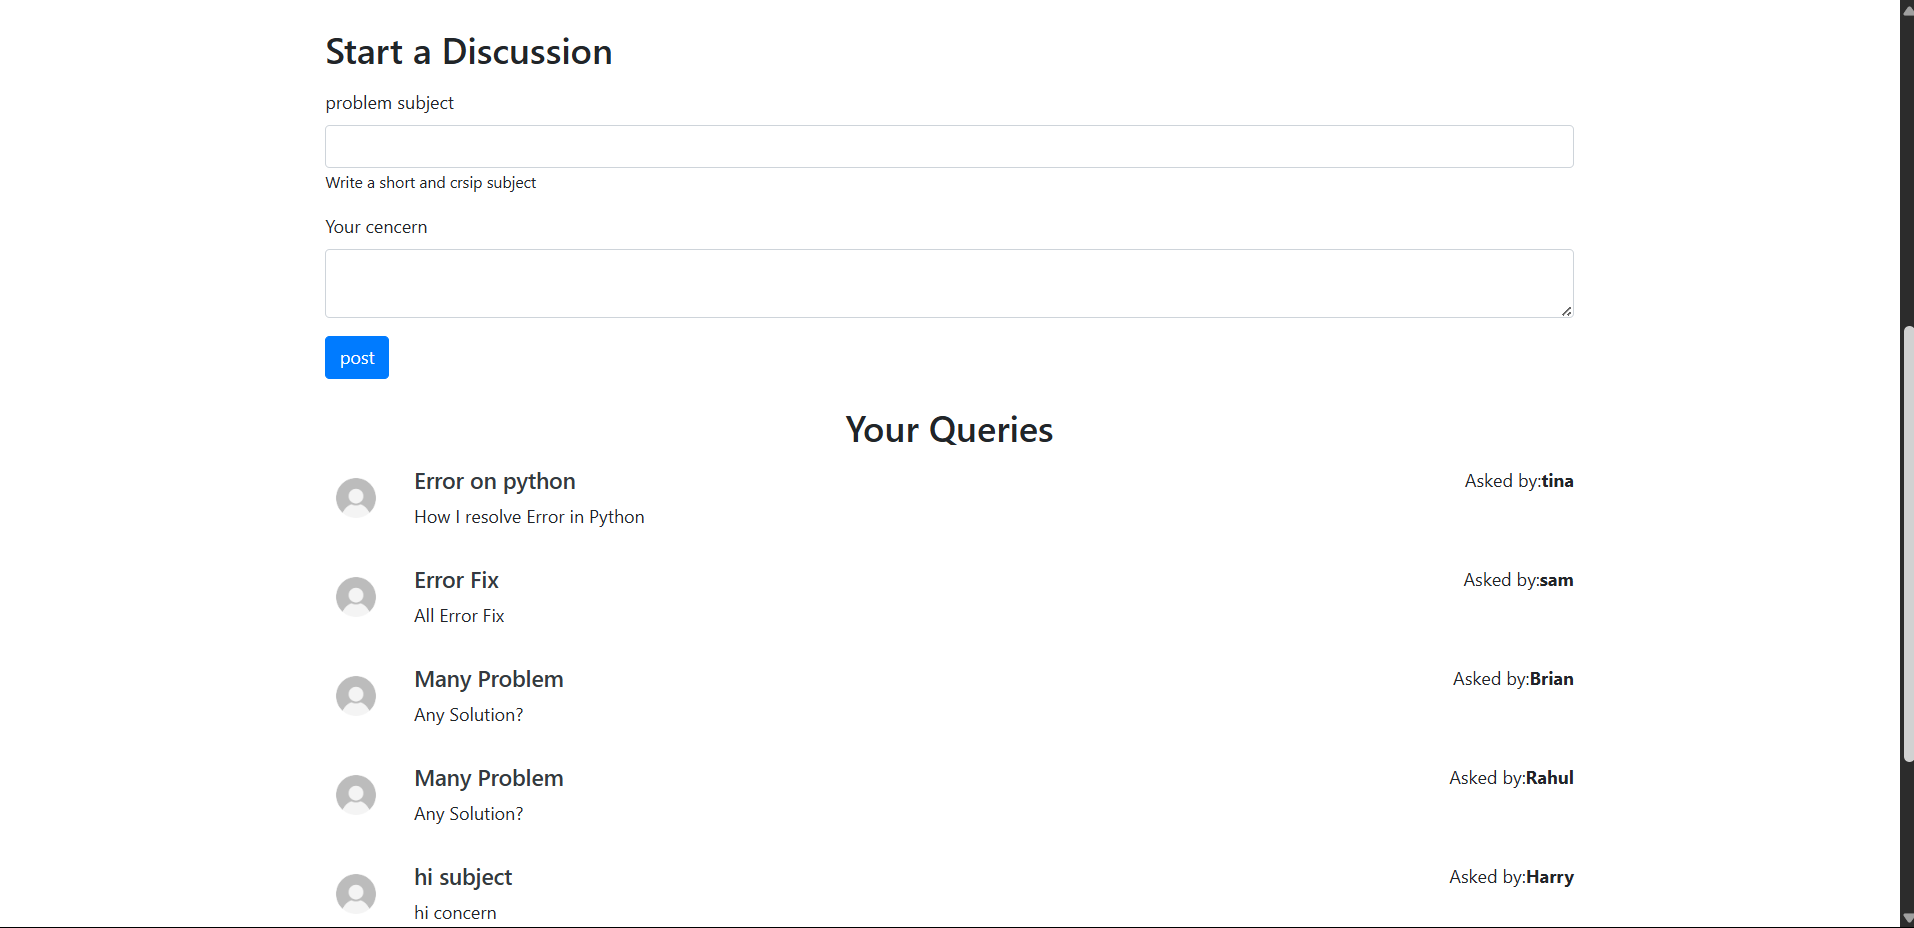 Start a Discussion
problem subject
Write a short and crsip subject
Your cencern
post
Your Queries
Error on python
Asked by:tina
How I resolve Error in Python
Error Fix
Asked by:sam
All Error Fix
Many Problem
Asked by:Brian
Any Solution?
Many Problem
Asked by:Rahul
Any Solution?
hi subject
Asked by:Harry
hi concern